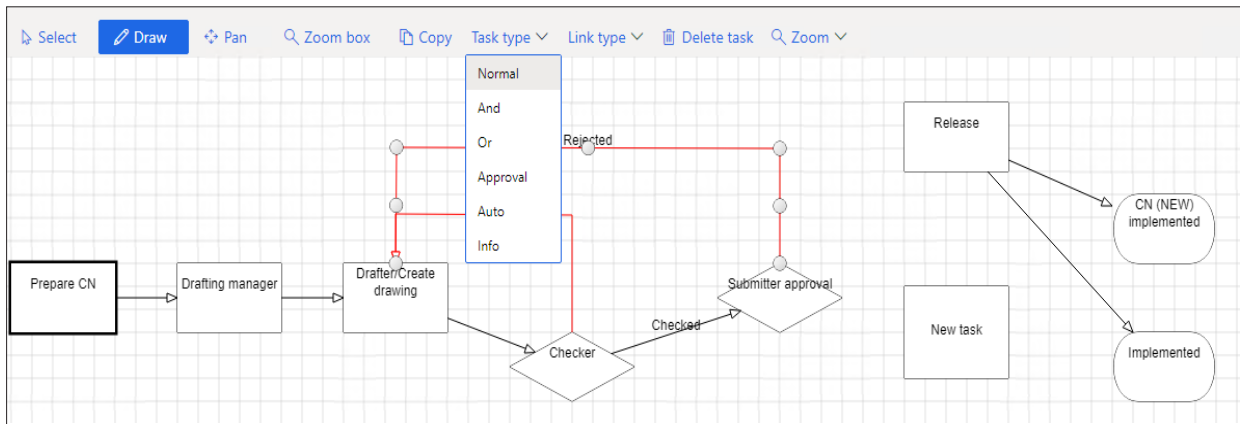 Select
Draw
Pan
Zoom box
Copy
Task type
Link type
Delete task
Zoom
Normal
And
Or
Approval
Auto
Info
Rejected
Release
CN (NEW)
implemented
Prepare CN
Drafting manager
Drafter/Create
drawing
Submitter approval
Checked
Checker
New task
Implemented